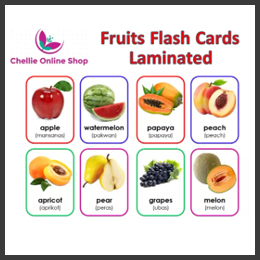 Chellie Online Shop
Fruits Flash Cards
Laminated
apple
(mansanas)
watermelon
(pakwan)
papaya
(papaya)
peach
(peach)
apricot
(aprikot)
pear
(peras)
grapes
(ubas)
melon
(melon)